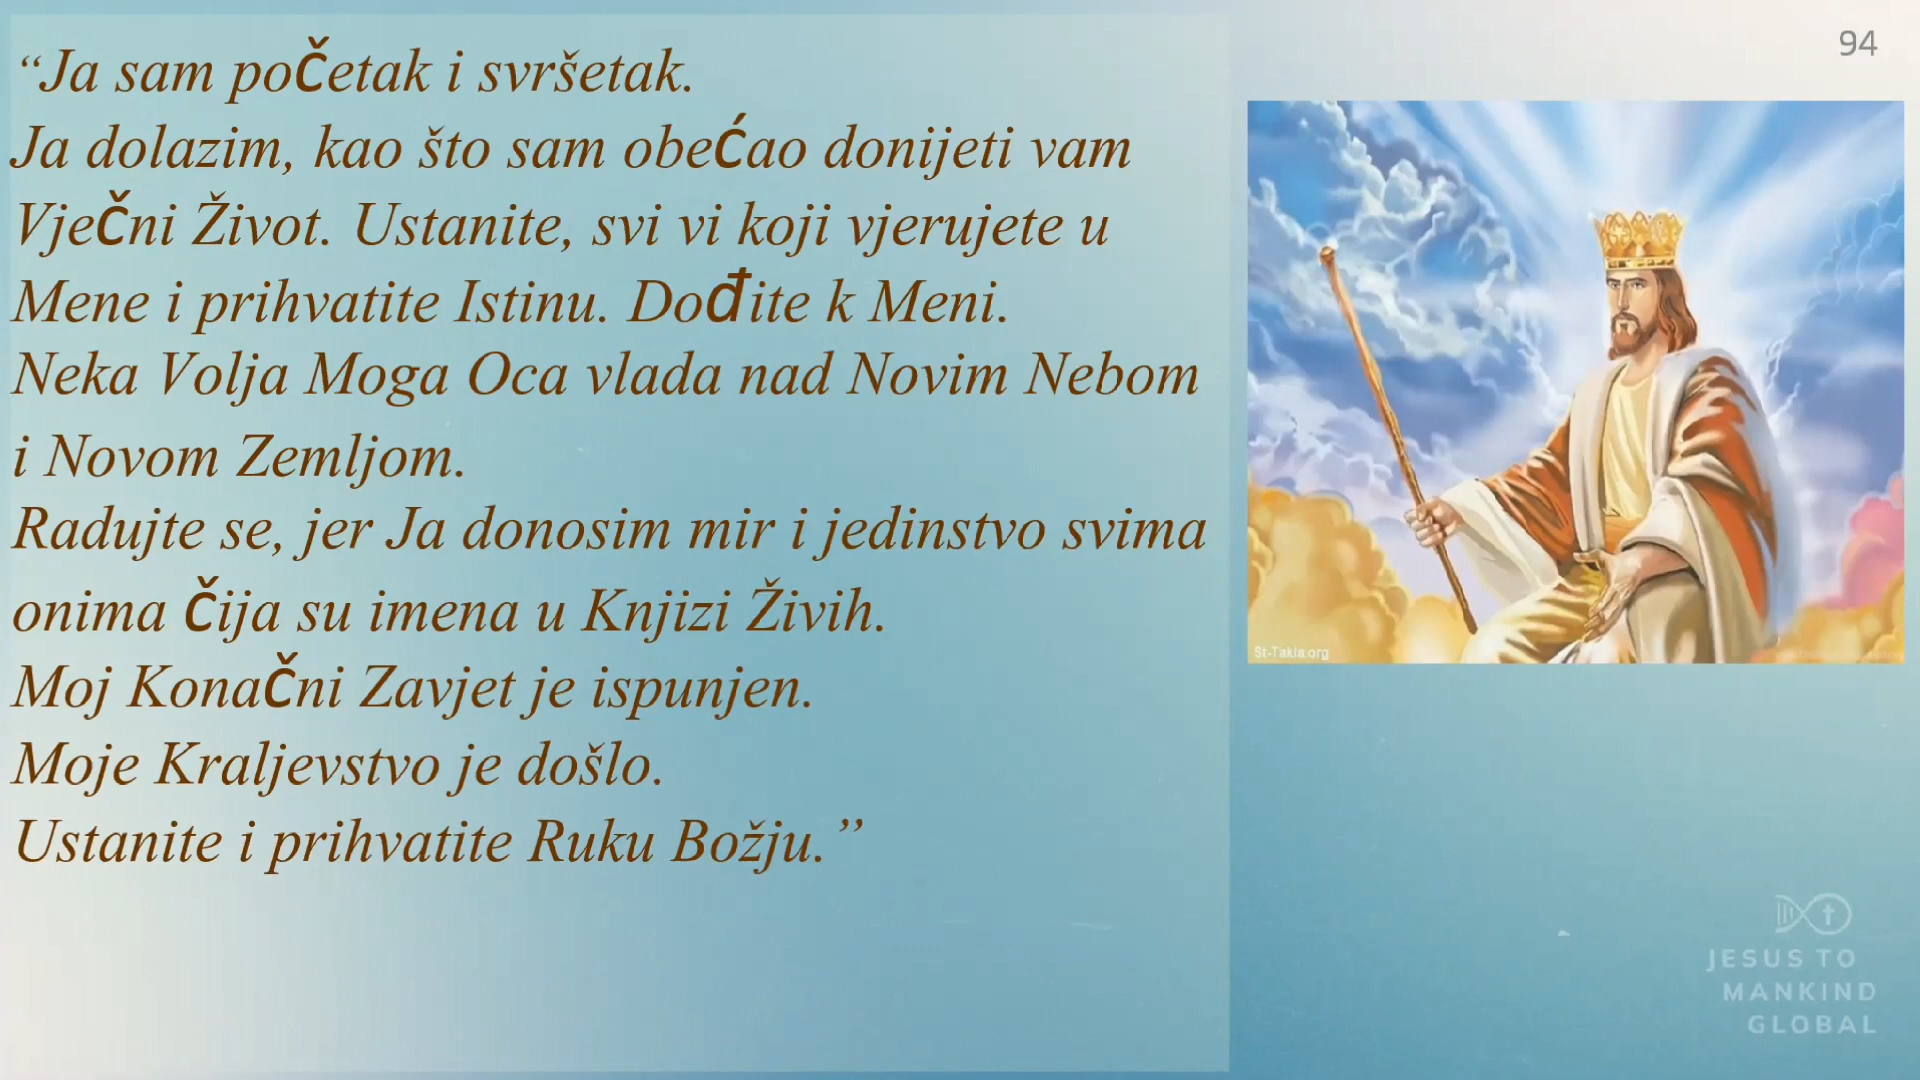 94
“Ja sam početak i svršetak.
Ja dolazim, kao što sam obećao donijeti vam
Vječni Život. Ustanite, svi vi koji vjerujete u
Mene i prihvatite Istinu. Dođite k Meni.
Neka Volja Moga Oca vlada nad Novim Nebom
i Novom Zemljom.
Radujte se, jer Ja donosim mir i jedinstvo svima
onima čija su imena u Knjizi Živih.
Moj Konačni Zavjet je ispunjen.
Moje Kraljevstvo je došlo.
Ustanite i prihvatite Ruku Božju.”
St-Takla.org
JESUS TO
MANKIND
GLOBAL